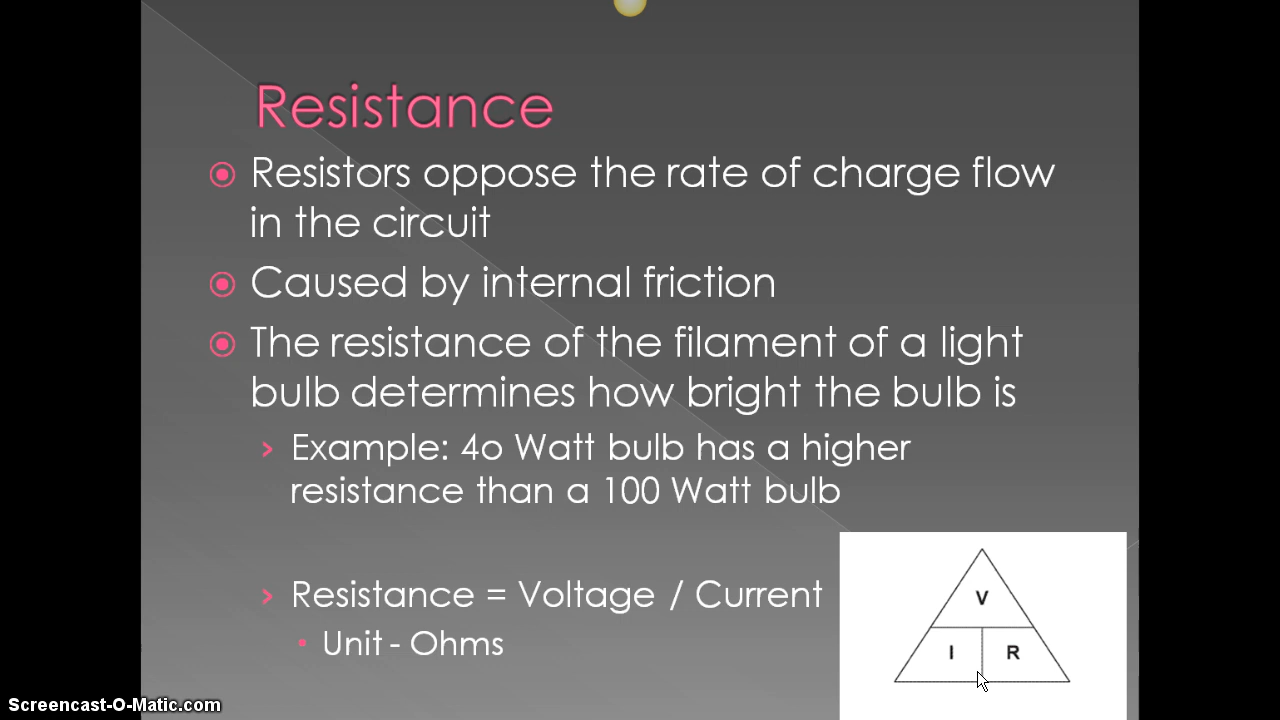 Resistance
Resistors oppose the rate of charge flow
in the circuit
Caused by internal friction
The resistance of the filament of a light
bulb determines how bright the bulb is
Example: 4o Watt bulb has a higher
resistance than a 100 Watt bulb
Resistance = Voltage / Current
Unit - Ohms
V
I R
Screencast-O-Matic.com